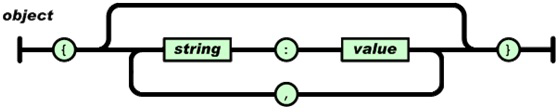 object
{ string : value }
,